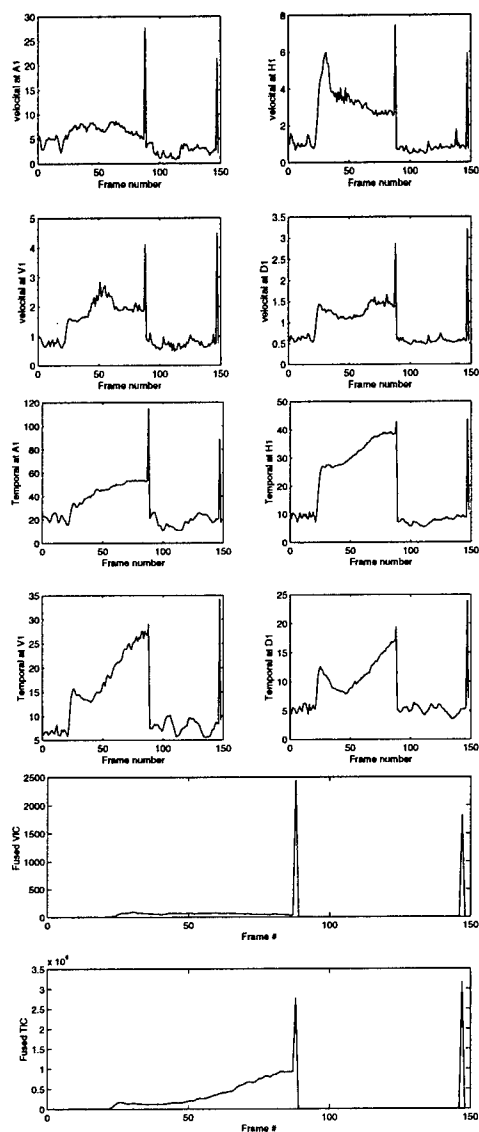 30
25
20
15
10
5
0
0 50 100 150
velocital at A1
Frame number
8
6
4
2
0
0 50 100 150
velocital at H1
Frame number
5
4
3
2
1
0
0 50 100 150
velocital at V1
Frame number
3.5
3
2.5
2
1.5
1
0.5
0
0 50 100 150
velocital at D1
Frame number
120
100
80
60
40
20
0
0 50 100 150
Temporal at A1
Frame number
50
40
30
20
10
0
0 50 100 150
Temporal at H1
Frame number
35
30
25
20
15
10
5
0 50 100 150
Temporal at V1
Frame number
25
20
15
10
5
0
0 50 100 150
Temporal at D1
Frame number
2500
2000
1500
1000
500
0
0 50 100 150
Fused VIC
Frame #
x 10⁶
3.5
3
2.5
2
1.5
1
0.5
0
0 50 100 150
Fused TIC
Frame #